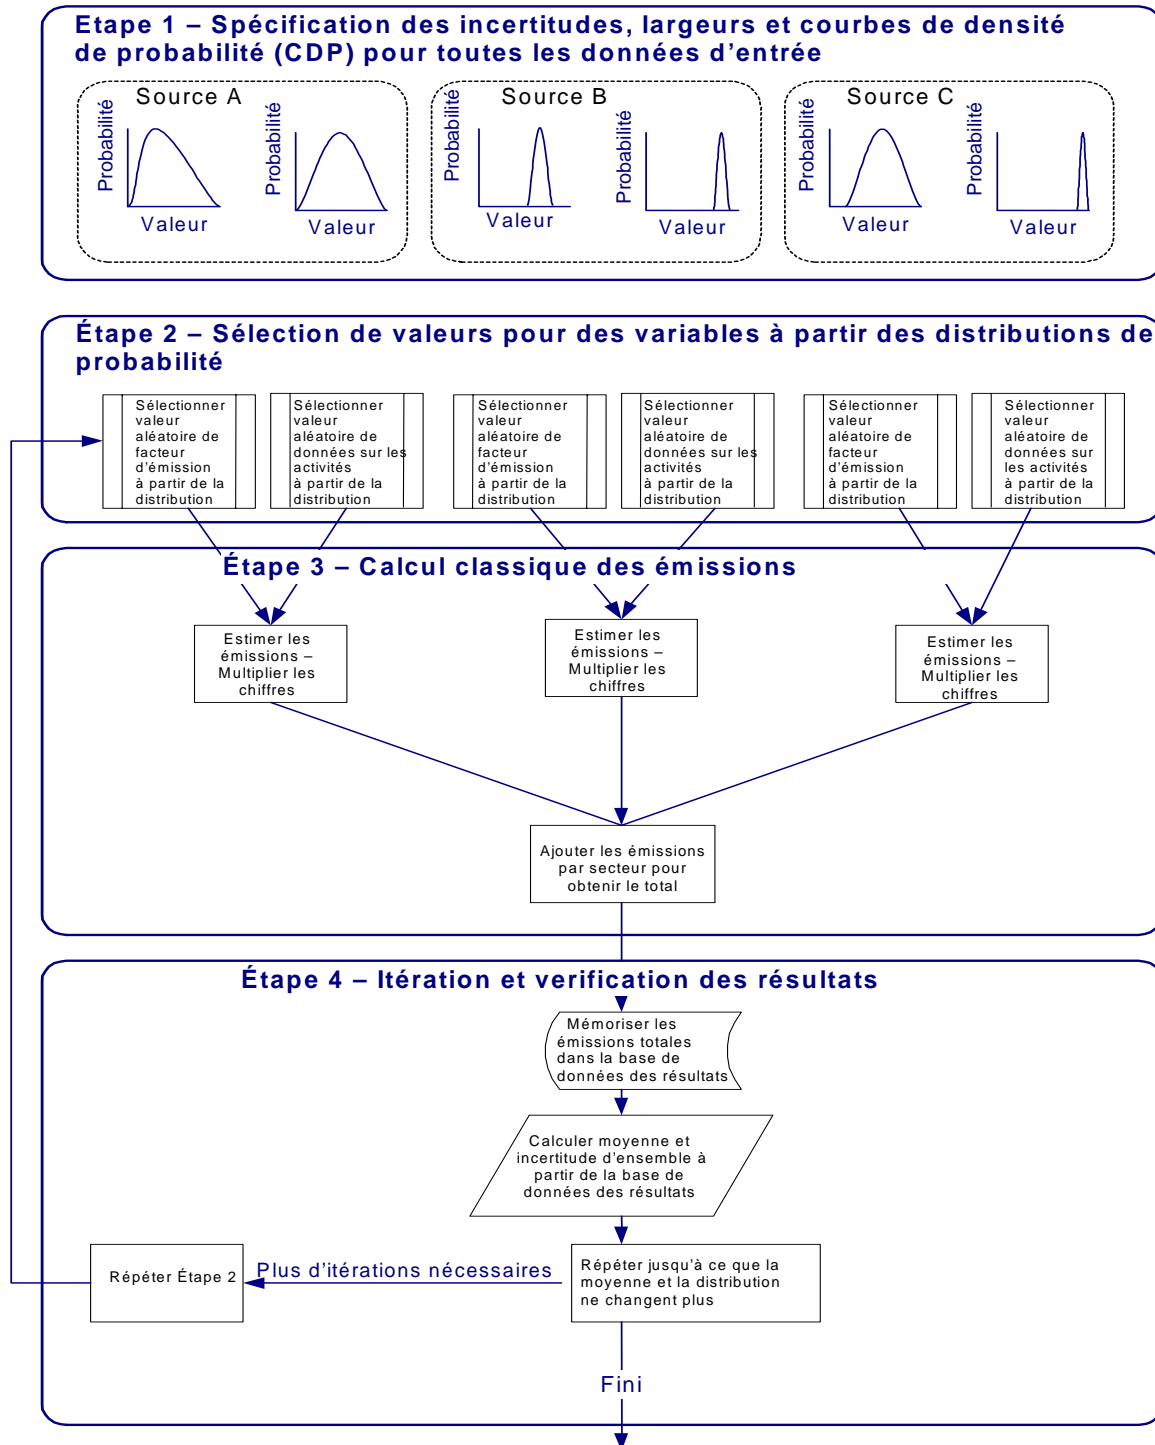 Etape 1 – Spécification des incertitudes, largeurs et courbes de densité
de probabilité (CDP) pour toutes les données d'entrée
Source A
Probabilité
Valeur
Probabilité
Valeur
Source B
Probabilité
Valeur
Probabilité
Valeur
Source C
Probabilité
Valeur
Probabilité
Valeur
Étape 2 – Sélection de valeurs pour des variables à partir des distributions de
probabilité
Sélectionner
valeur
aléatoire de
facteur
d'émission
à partir de la
distribution
Sélectionner
valeur
aléatoire de
données sur les
activités
à partir de la
distribution
Sélectionner
valeur
aléatoire de
facteur
d'émission
à partir de la
distribution
Sélectionner
valeur
aléatoire de
données sur les
activités
à partir de la
distribution
Sélectionner
valeur
aléatoire de
facteur
d'émission
à partir de la
distribution
Sélectionner
valeur
aléatoire de
données sur
les activités
à partir de la
distribution
Étape 3 – Calcul classique des émissions
Estimer les
émissions –
Multiplier les
chiffres
Estimer les
émissions –
Multiplier les
chiffres
Estimer les
émissions –
Multiplier les
chiffres
Ajouter les émissions
par secteur pour
obtenir le total
Étape 4 – Itération et verification des résultats
Mémoriser les
émissions totales
dans la base de
données des résultats
Calculer moyenne et
incertitude d'ensemble à
partir de la base de
données des résultats
Répéter Étape 2
Plus d'itérations nécessaires
Répéter jusqu'à ce que la
moyenne et la distribution
ne changent plus
Fini